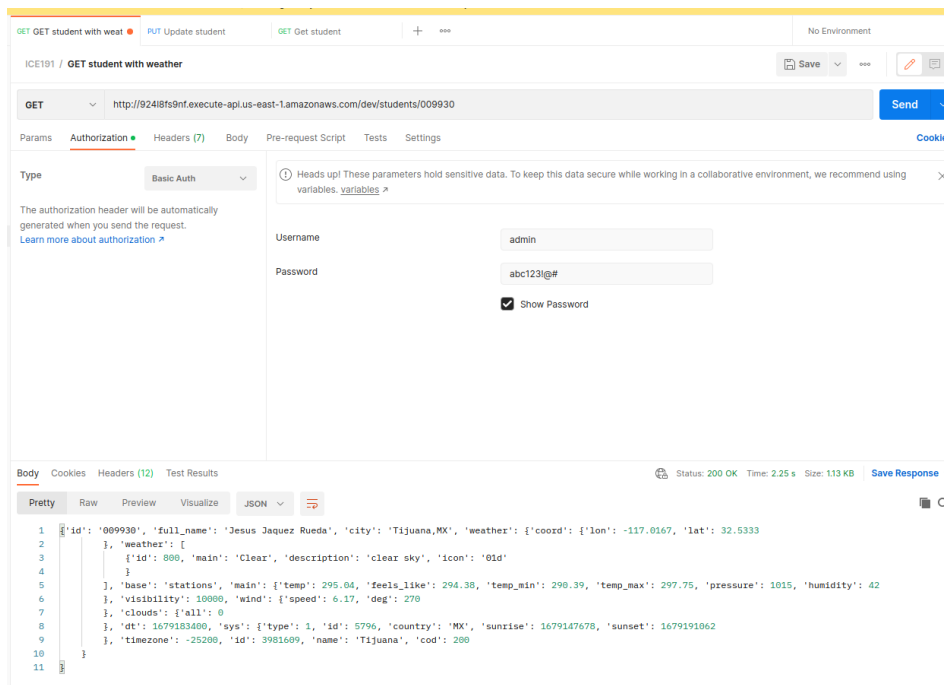 GET GET student with weat PUT Update student GET Get student + ooo No Environment
ICE191 / GET student with weather Save ooo
GET http://924l8fs9nf.execute-api.us-east-1.amazonaws.com/dev/students/009930 Send
Params Authorization Headers (7) Body Pre-request Script Tests Settings Cookie
Type Basic Auth
Heads up! These parameters hold sensitive data. To keep this data secure while working in a collaborative environment, we recommend using
variables. variables ↗
The authorization header will be automatically
generated when you send the request.
Learn more about authorization ↗
Username admin
Password abc123!@#
Show Password
Body Cookies Headers (12) Test Results Status: 200 OK Time: 2.25 s Size: 1.13 KB Save Response
Pretty Raw Preview Visualize JSON
1 {'id': '009930', 'full_name': 'Jesus Jaquez Rueda', 'city': 'Tijuana,MX', 'weather': {'coord': {'lon': -117.0167, 'lat': 32.5333
2 }, 'weather': [
3 {'id': 800, 'main': 'Clear', 'description': 'clear sky', 'icon': '01d'
4 }
5 ], 'base': 'stations', 'main': {'temp': 295.04, 'feels_like': 294.38, 'temp_min': 290.39, 'temp_max': 297.75, 'pressure': 1015, 'humidity': 42
6 }, 'visibility': 10000, 'wind': {'speed': 6.17, 'deg': 270
7 }, 'clouds': {'all': 0
8 }, 'dt': 1679183400, 'sys': {'type': 1, 'id': 5796, 'country': 'MX', 'sunrise': 1679147678, 'sunset': 1679191062
9 }, 'timezone': -25200, 'id': 3981609, 'name': 'Tijuana', 'cod': 200
10 }
11 }